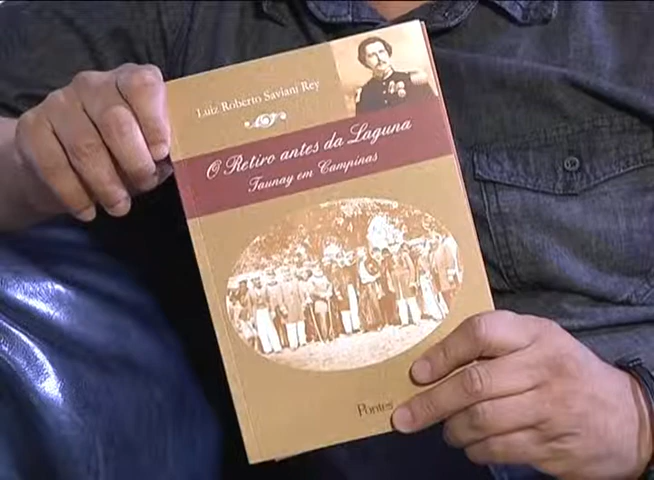 Luiz Roberto Saviani Rey
O Retiro antes da Laguna
Taunay em Campinas
Pontes